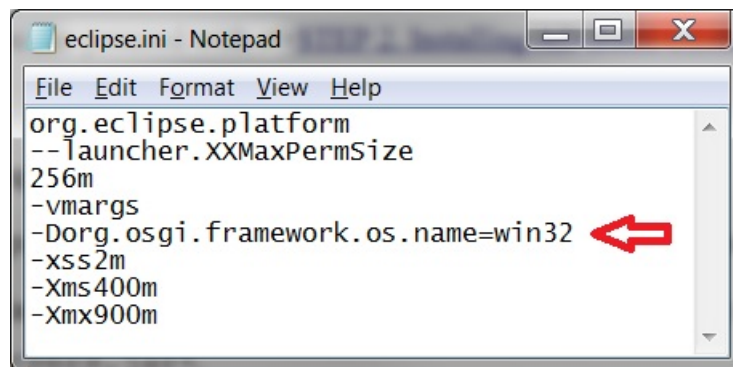 eclipse.ini - Notepad
File Edit Format View Help
org.eclipse.platform
--launcher.XXMaxPermSize
256m
-vmargs
-Dorg.osgi.framework.os.name=win32
-xss2m
-Xms400m
-Xmx900m